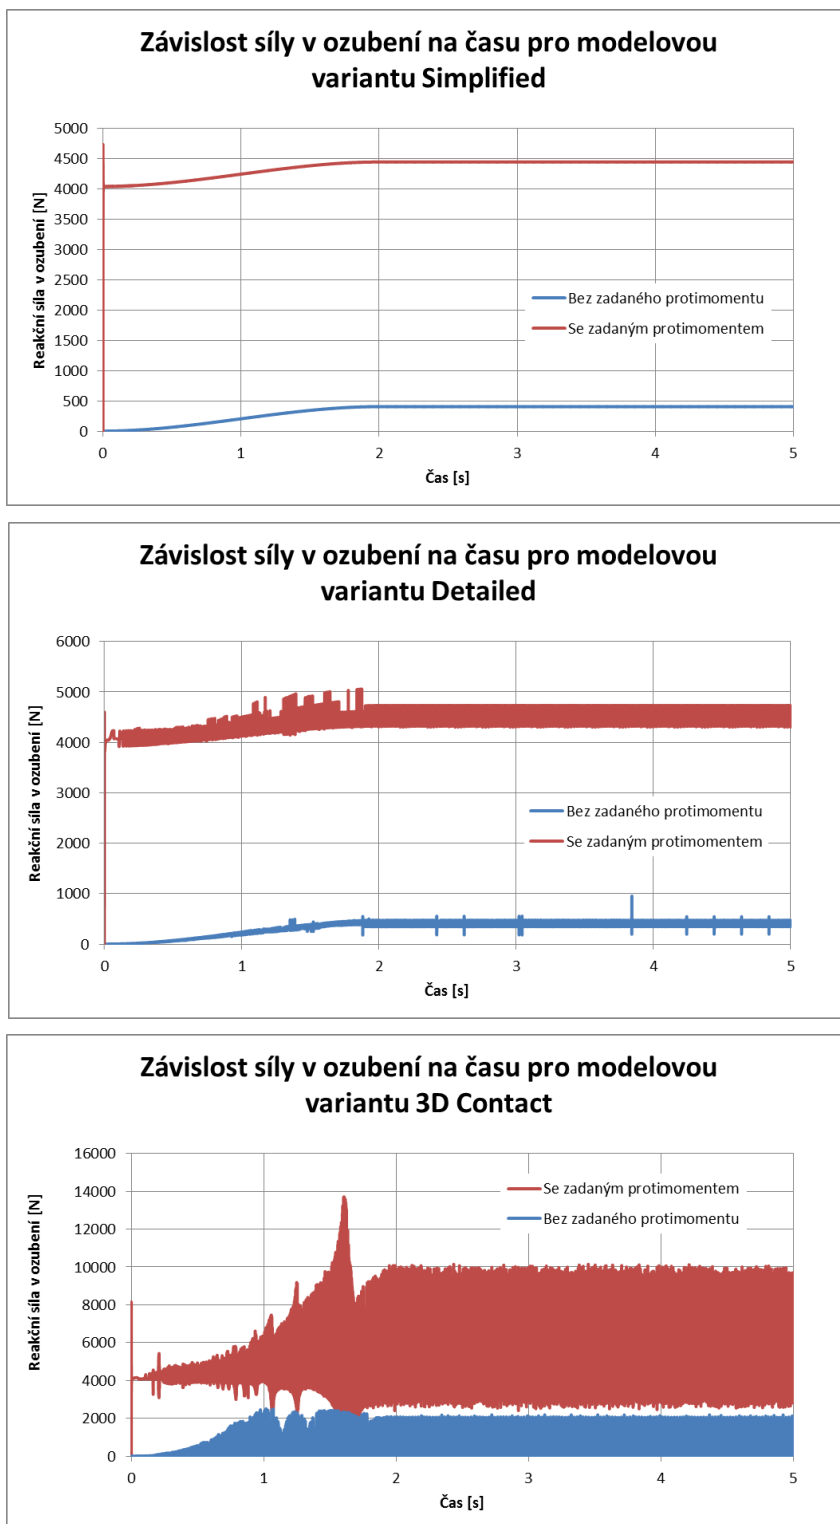 Závislost síly v ozubení na času pro modelovou
variantu Simplified
Reakční síla v ozubení [N]
5000
4500
4000
3500
3000
2500
2000
1500
1000
500
0
Bez zadaného protimomentu
Se zadaným protimomentem
0 1 2 3 4 5
Čas [s]
Závislost síly v ozubení na času pro modelovou
variantu Detailed
Reakční síla v ozubení [N]
6000
5000
4000
3000
2000
1000
0
Bez zadaného protimomentu
Se zadaným protimomentem
0 1 2 3 4 5
Čas [s]
Závislost síly v ozubení na času pro modelovou
variantu 3D Contact
Reakční síla v ozubení [N]
16000
14000
12000
10000
8000
6000
4000
2000
0
Se zadaným protimomentem
Bez zadaného protimomentu
0 1 2 3 4 5
Čas [s]